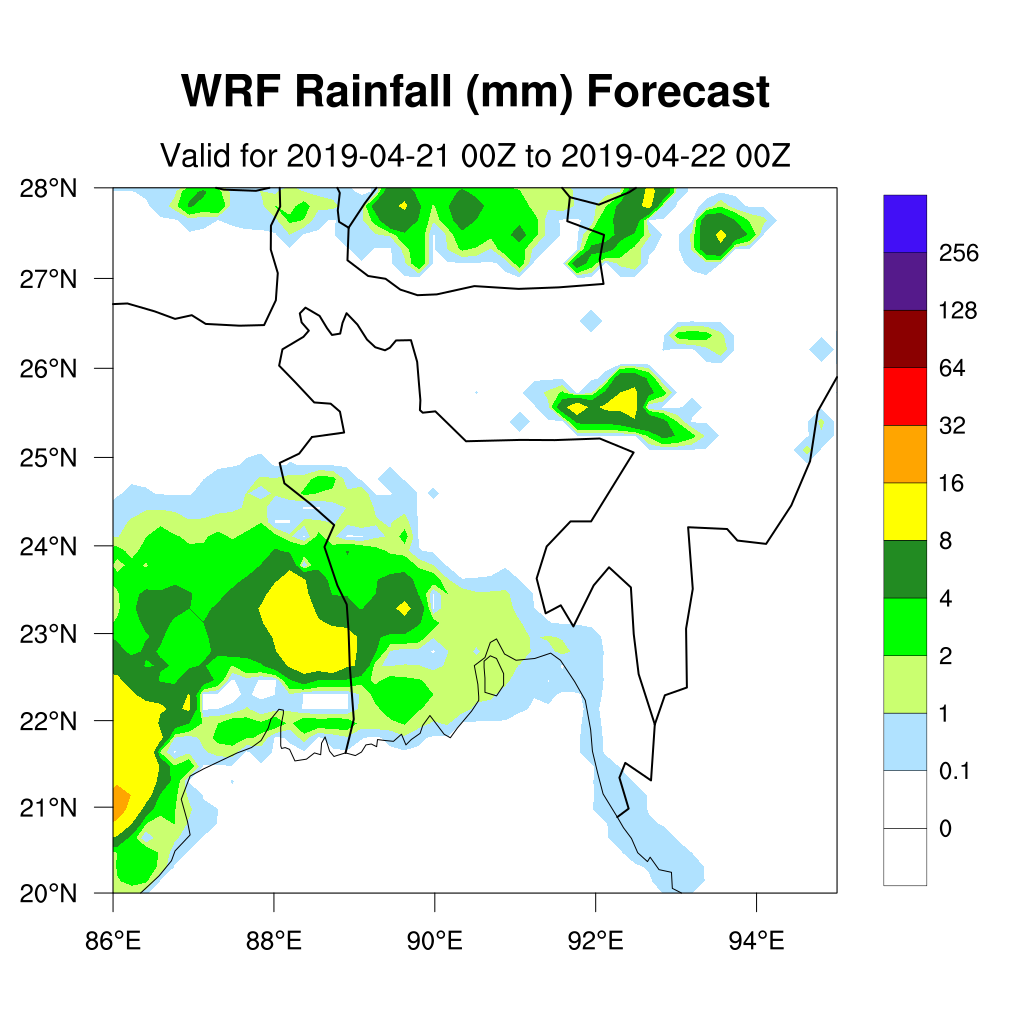 WRF Rainfall (mm) Forecast
Valid for 2019-04-21 00Z to 2019-04-22 00Z
28°N
27°N
26°N
25°N
24°N
23°N
22°N
21°N
20°N
86°E
88°E
90°E
92°E
94°E
256
128
64
32
16
8
4
2
1
0.1
0